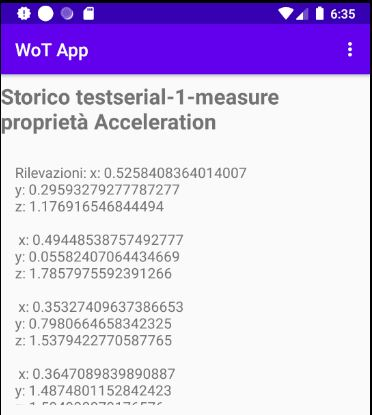 6:35
WoT App
Storico testserial-1-measure
proprietà Acceleration
Rilevazioni: x: 0.5258408364014007
y: 0.29593279277787277
z: 1.176916546844494
x: 0.49448538757492777
y: 0.05582407064434669
z: 1.7857975592391266
x: 0.35327409637386653
y: 0.7980664658342325
z: 1.5379422770587765
x: 0.3647089839890887
y: 1.4874801152842423